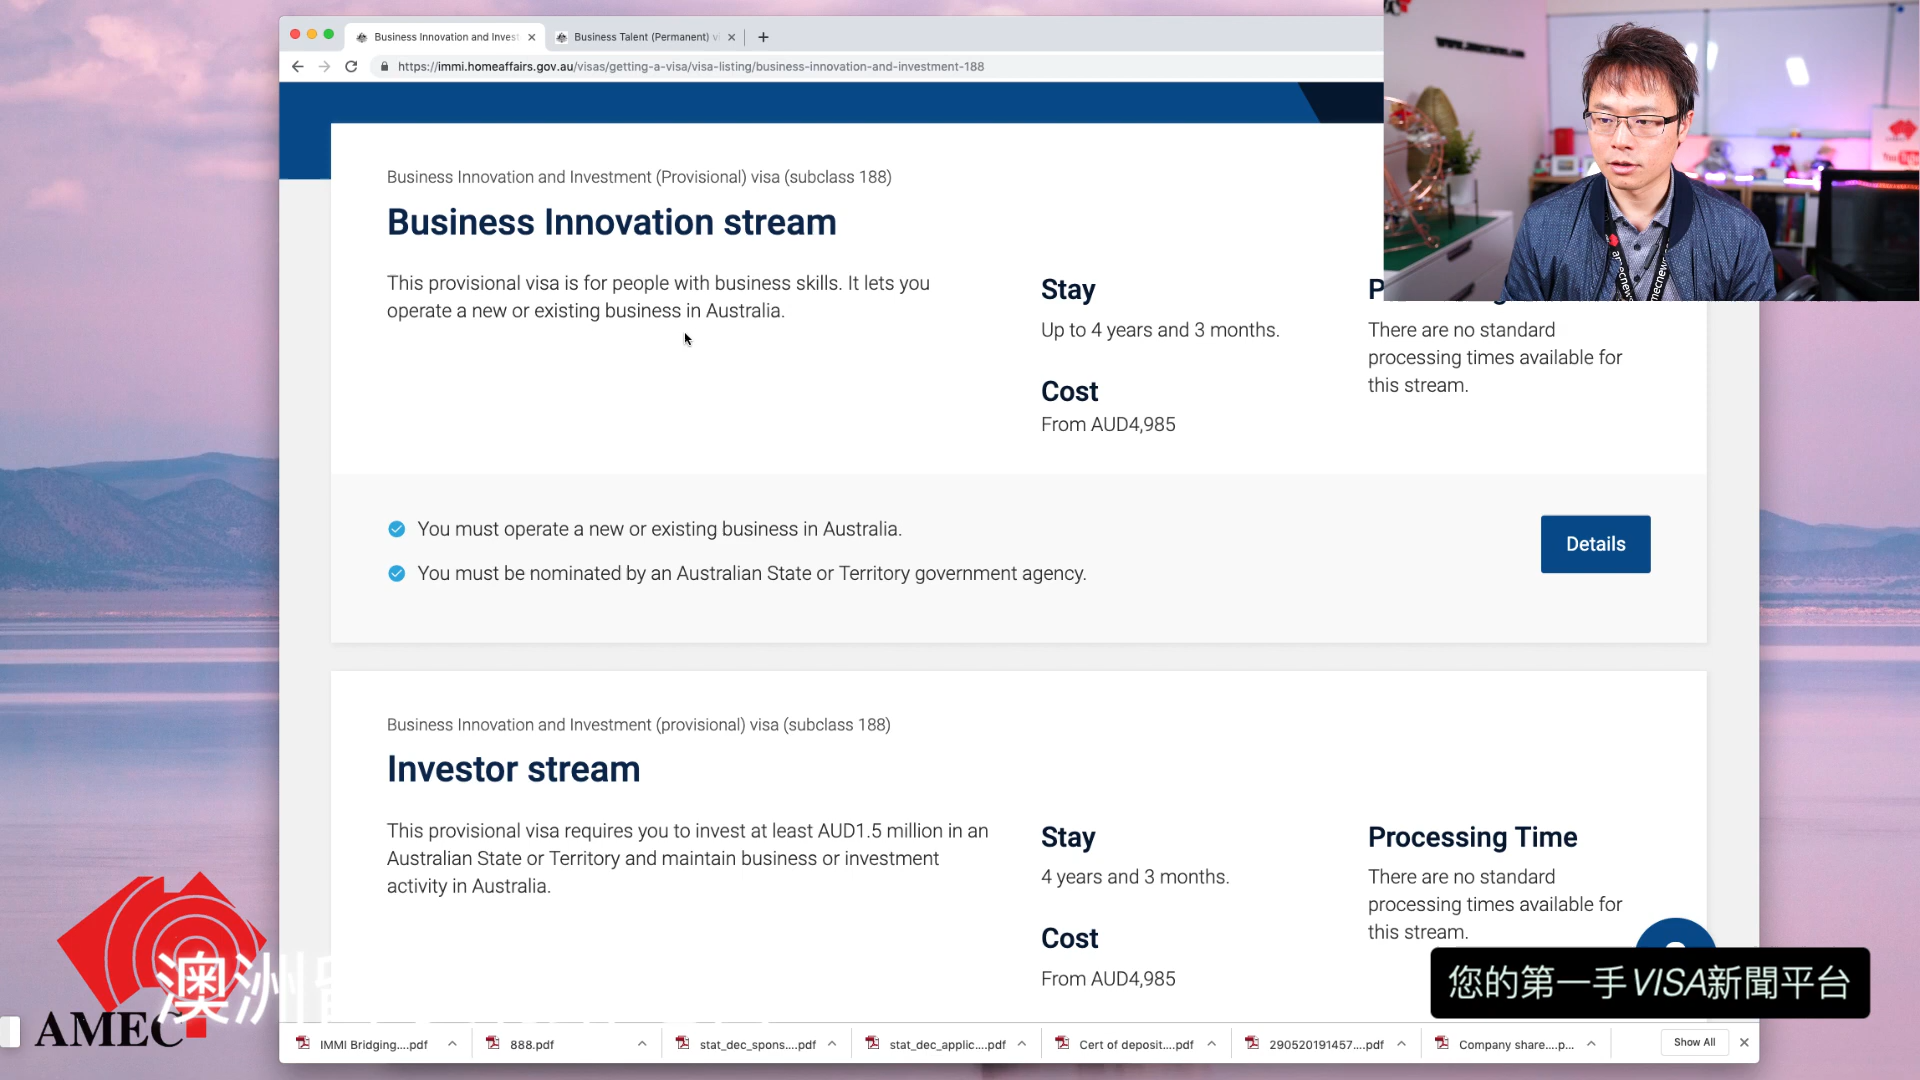 Business Innovation and Invest
Business Talent (Permanent) vi
https://immi.homeaffairs.gov.au/visas/getting-a-visa/visa-listing/business-innovation-and-investment-188
Business Innovation and Investment (Provisional) visa (subclass 188)
Business Innovation stream
This provisional visa is for people with business skills. It lets you
operate a new or existing business in Australia.
Stay
Up to 4 years and 3 months.
Cost
From AUD4,985
There are no standard
processing times available for
this stream.
You must operate a new or existing business in Australia.
You must be nominated by an Australian State or Territory government agency.
Details
Business Innovation and Investment (provisional) visa (subclass 188)
Investor stream
This provisional visa requires you to invest at least AUD1.5 million in an
Australian State or Territory and maintain business or investment
activity in Australia.
Stay
4 years and 3 months.
Cost
From AUD4,985
Processing Time
There are no standard
processing times available for
this stream.
您的第一手VISA新聞平台
澳洲
AMEC
IMMI Bridging....pdf
888.pdf
stat_dec_spons....pdf
stat_dec_applic....pdf
Cert of deposit....pdf
290520191457....pdf
Company share....p...
Show All